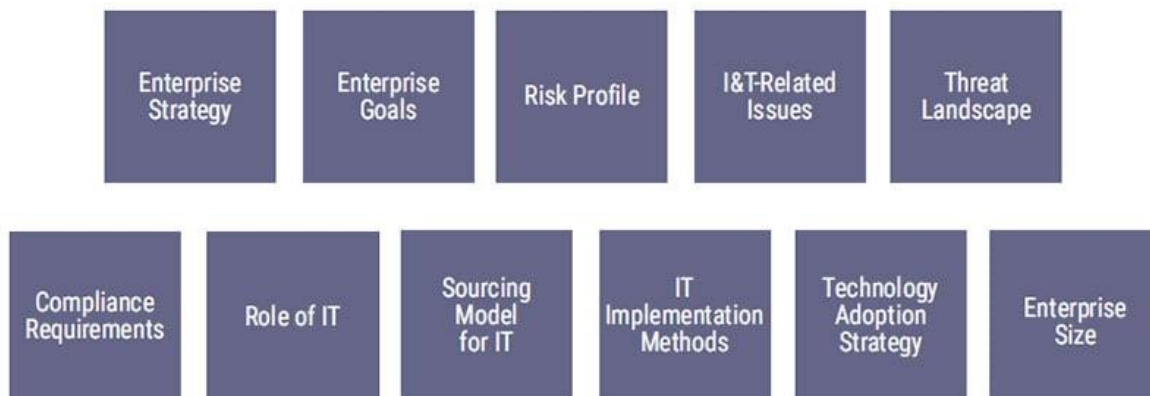 Enterprise
Strategy
Enterprise
Goals
Risk Profile
I&T-Related
Issues
Threat
Landscape
Compliance
Requirements
Role of IT
Sourcing
Model
for IT
IT
Implementation
Methods
Technology
Adoption
Strategy
Enterprise
Size